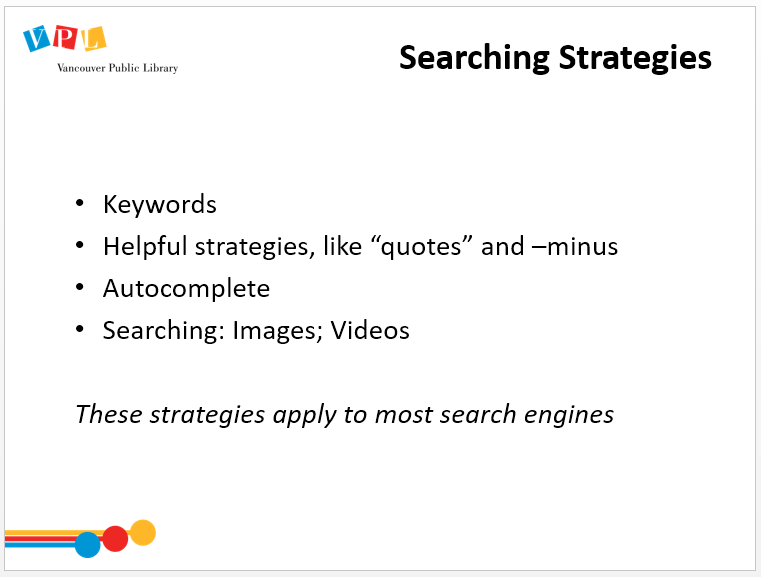 VPL
Vancouver Public Library
Searching Strategies
• Keywords
• Helpful strategies, like “quotes” and –minus
• Autocomplete
• Searching: Images; Videos
These strategies apply to most search engines